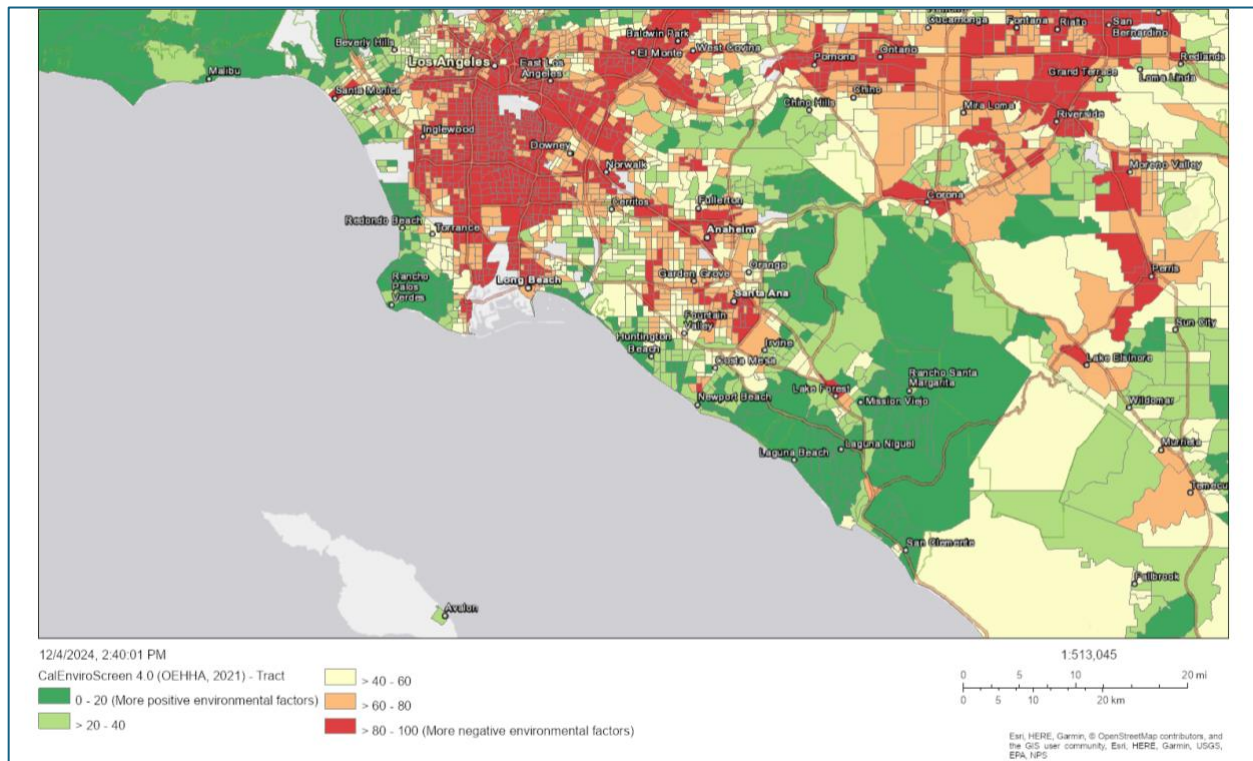 Cucamonga
Fontana
Rialto
San
Bernardino
Baldwin Park
Beverly Hills
El Monte
West Covina
Ontario
Los Angeles
East Los
Angeles
Pomona
Redlands
Malibu
Grand Terrace
Loma Linda
Santa Monica
Chino Hills
Chino
Mira Loma
Riverside
Inglewood
Downey
Norwalk
Moreno Valley
Cerritos
Fullerton
Corona
Redondo Beach
Torrance
Anaheim
Rancho
Palos
Verdes
Long Beach
Garden Grove
Orange
Perris
Santa Ana
Fountain
Valley
Sun City
Huntington
Beach
Irvine
Costa Mesa
Lake Elsinore
Rancho Santa
Margarita
Lake Forest
Newport Beach
Mission Viejo
Wildomar
Laguna Niguel
Laguna Beach
Murrieta
Temecu
San Clemente
Fallbrook
Avalon
12/4/2024, 2:40:01 PM
1:513,045
CalEnviroScreen 4.0 (OEHHA, 2021) - Tract
0 - 20 (More positive environmental factors)
> 20 - 40
> 40 - 60
> 60 - 80
> 80 - 100 (More negative environmental factors)
0 5 10 20 mi
0 5 10 20 km
Esri, HERE, Garmin, © OpenStreetMap contributors, and
the GIS user community, Esri, HERE, Garmin, USGS,
EPA, NPS